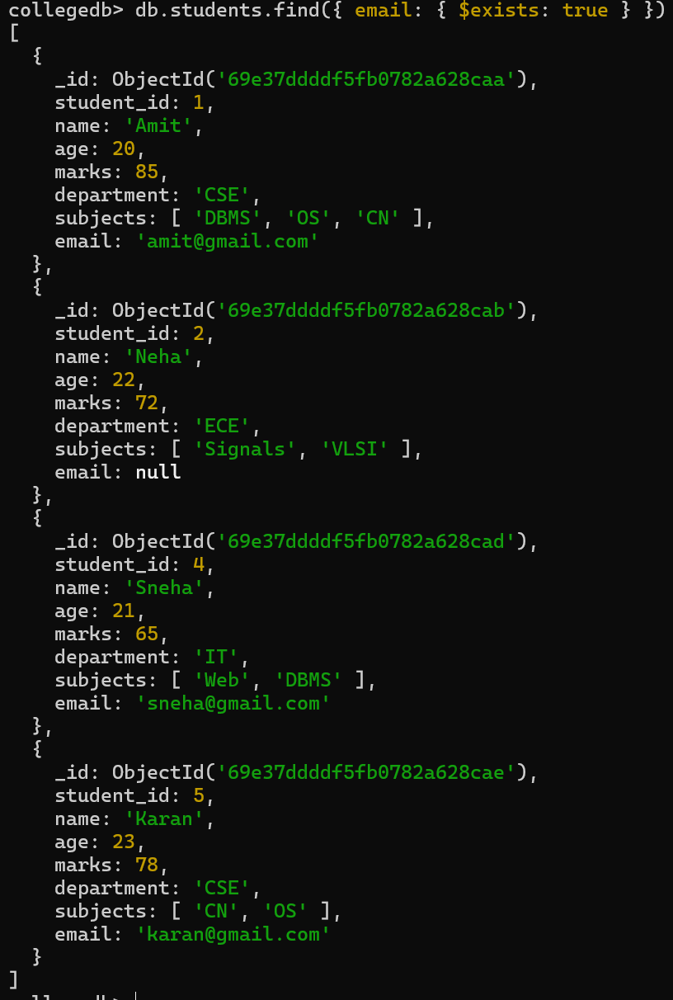 collegedb> db.students.find({ email: { $exists: true } })
[
  {
    _id: ObjectId('69e37ddddf5fb0782a628caa'),
    student_id: 1,
    name: 'Amit',
    age: 20,
    marks: 85,
    department: 'CSE',
    subjects: [ 'DBMS', 'OS', 'CN' ],
    email: 'amit@gmail.com'
  },
  {
    _id: ObjectId('69e37ddddf5fb0782a628cab'),
    student_id: 2,
    name: 'Neha',
    age: 22,
    marks: 72,
    department: 'ECE',
    subjects: [ 'Signals', 'VLSI' ],
    email: null
  },
  {
    _id: ObjectId('69e37ddddf5fb0782a628cad'),
    student_id: 4,
    name: 'Sneha',
    age: 21,
    marks: 65,
    department: 'IT',
    subjects: [ 'Web', 'DBMS' ],
    email: 'sneha@gmail.com'
  },
  {
    _id: ObjectId('69e37ddddf5fb0782a628cae'),
    student_id: 5,
    name: 'Karan',
    age: 23,
    marks: 78,
    department: 'CSE',
    subjects: [ 'CN', 'OS' ],
    email: 'karan@gmail.com'
  }
]